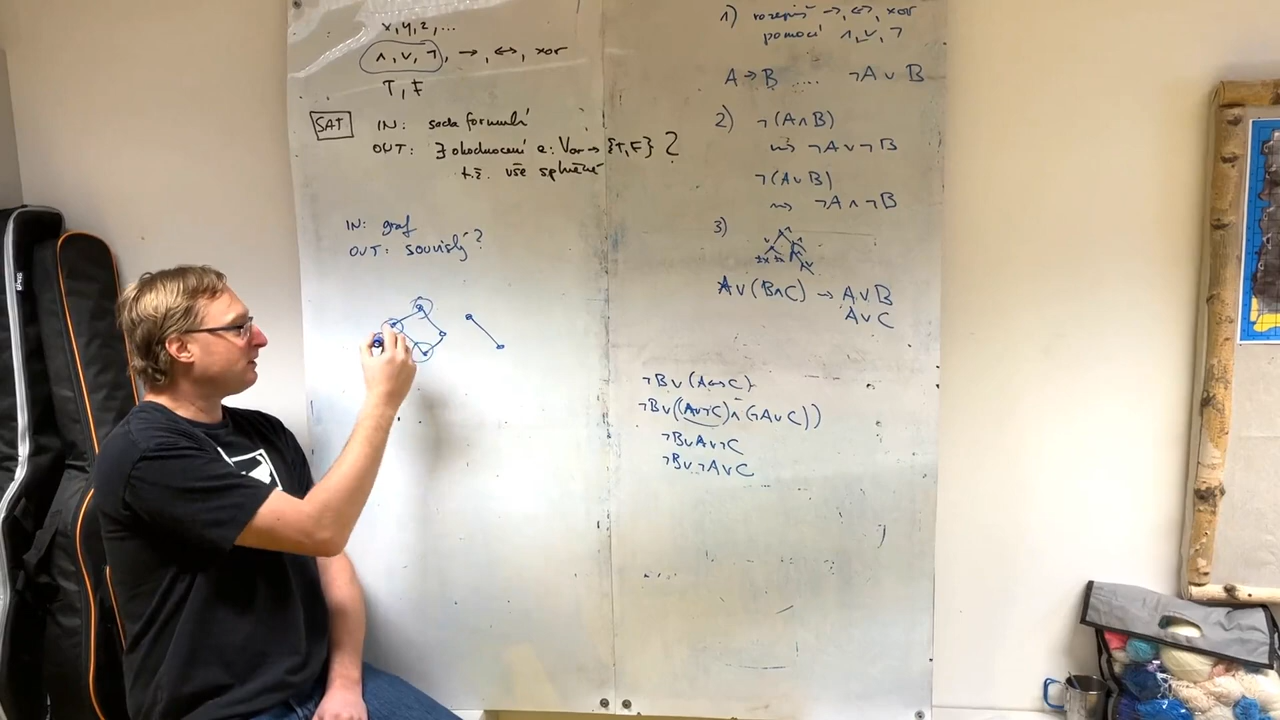 x, y, z, ...
∧, ∨, ¬, →, ↔, xor
T, F
SAT
IN: sada formulí
OUT: ∃ ohodnocení e: Var → {T, F} ?
t.ž. vše splněné
IN: graf
OUT: souvislý?
1) rozepiš →, ↔, xor
pomocí ∧, ∨, ¬
A → B .... ¬A ∨ B
2) ¬(A ∧ B)
⇝ ¬A ∨ ¬B
¬(A ∨ B)
⇝ ¬A ∧ ¬B
3)
A ∨ (B ∧ C) → A ∨ B
A ∨ C
¬B ∨ (A ↔ C)
¬B ∨ ((A ∨ ¬C) ∧ (¬A ∨ C))
¬B ∨ A ∨ ¬C
¬B ∨ ¬A ∨ C